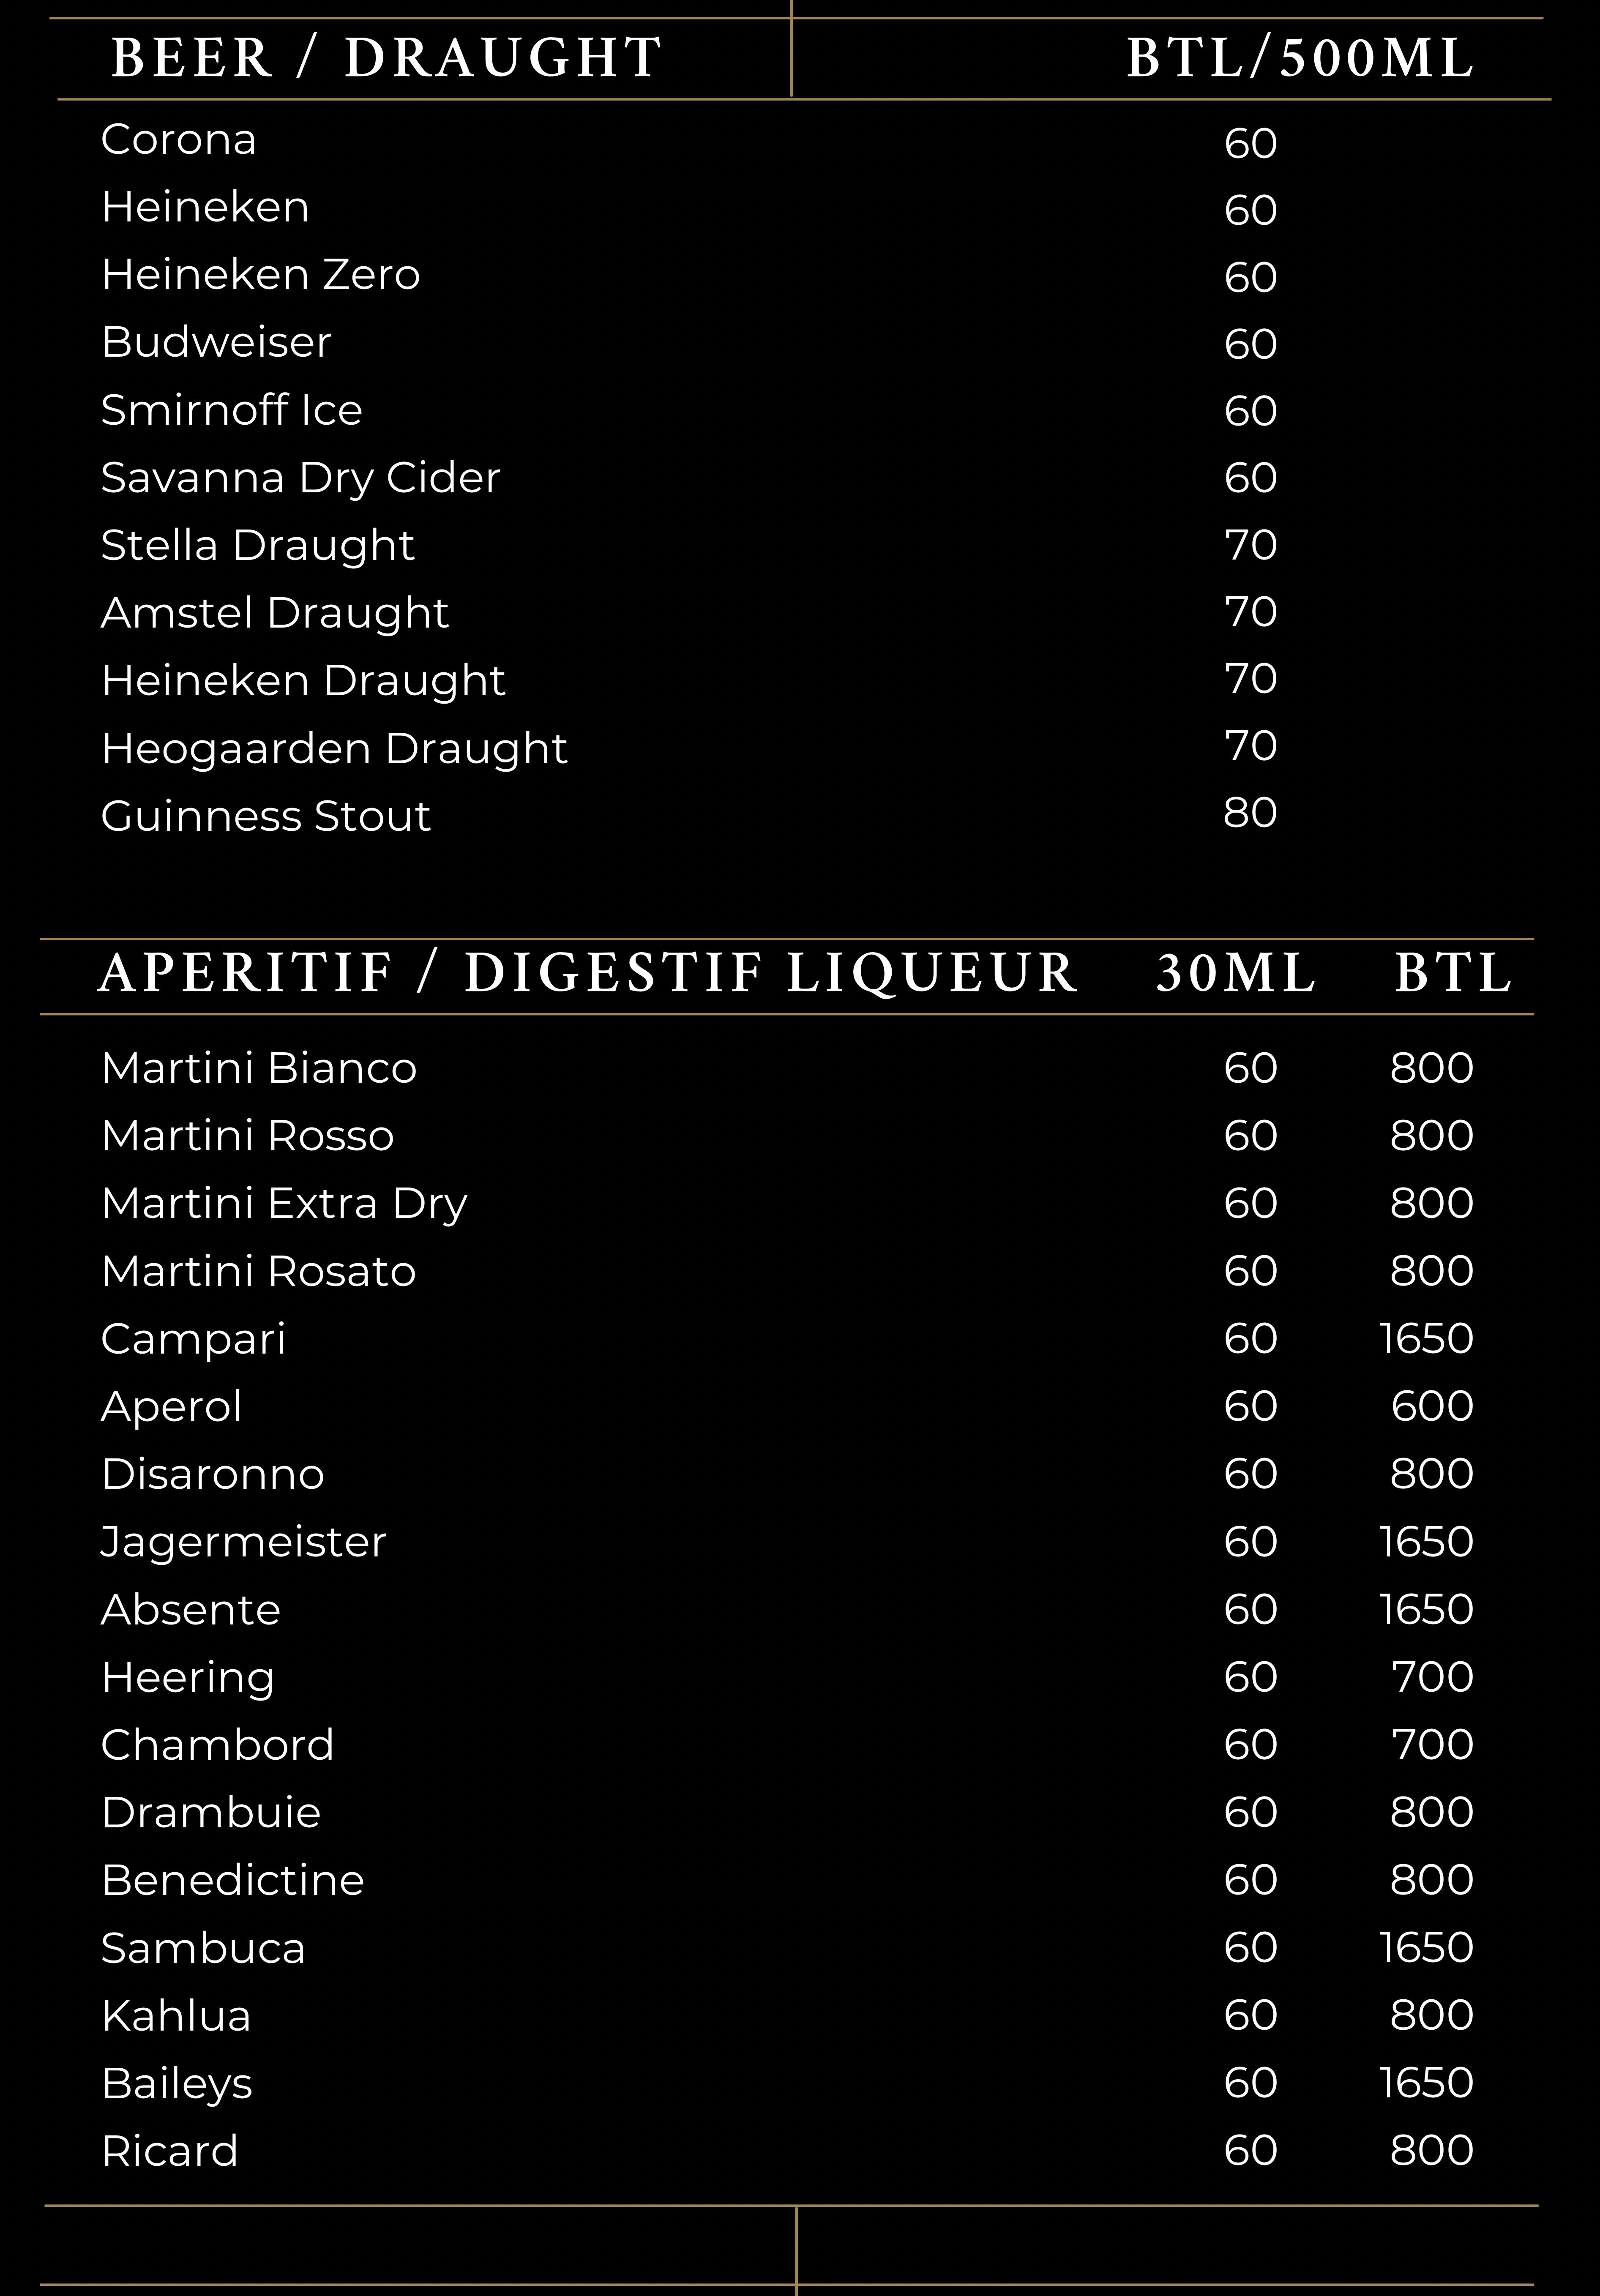 BEER / DRAUGHT BTL/500ML
Corona 60
Heineken 60
Heineken Zero 60
Budweiser 60
Smirnoff Ice 60
Savanna Dry Cider 60
Stella Draught 70
Amstel Draught 70
Heineken Draught 70
Heogaarden Draught 70
Guinness Stout 80
APERITIF / DIGESTIF LIQUEUR 30ML BTL
Martini Bianco 60 800
Martini Rosso 60 800
Martini Extra Dry 60 800
Martini Rosato 60 800
Campari 60 1650
Aperol 60 600
Disaronno 60 800
Jagermeister 60 1650
Absente 60 1650
Heering 60 700
Chambord 60 700
Drambuie 60 800
Benedictine 60 800
Sambuca 60 1650
Kahlua 60 800
Baileys 60 1650
Ricard 60 800